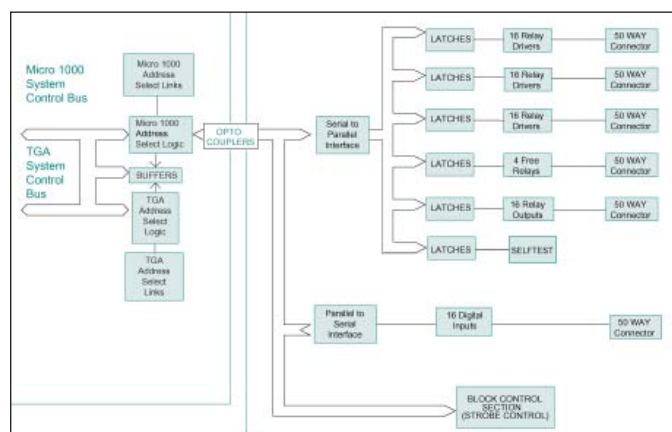 Micro 1000
System
Control Bus
TGA
System
Control
Bus
Micro 1000
Address
Select Links
Micro 1000
Address
Select Logic
BUFFERS
TGA
Address
Select
Logic
TGA
Address
Select
Links
OPTO
COUPLERS
Serial to
Parallel
Interface
LATCHES
16 Relay
Drivers
50 WAY
Connector
LATCHES
16 Relay
Drivers
50 WAY
Connector
LATCHES
16 Relay
Drivers
50 WAY
Connector
LATCHES
4 Free
Relays
50 WAY
Connector
LATCHES
16 Relay
Outputs
50 WAY
Connector
LATCHES
SELFTEST
Parallel to
Serial
Interface
16 Digital
Inputs
50 WAY
Connector
BLOCK CONTROL
SECTION
(STROBE CONTROL)